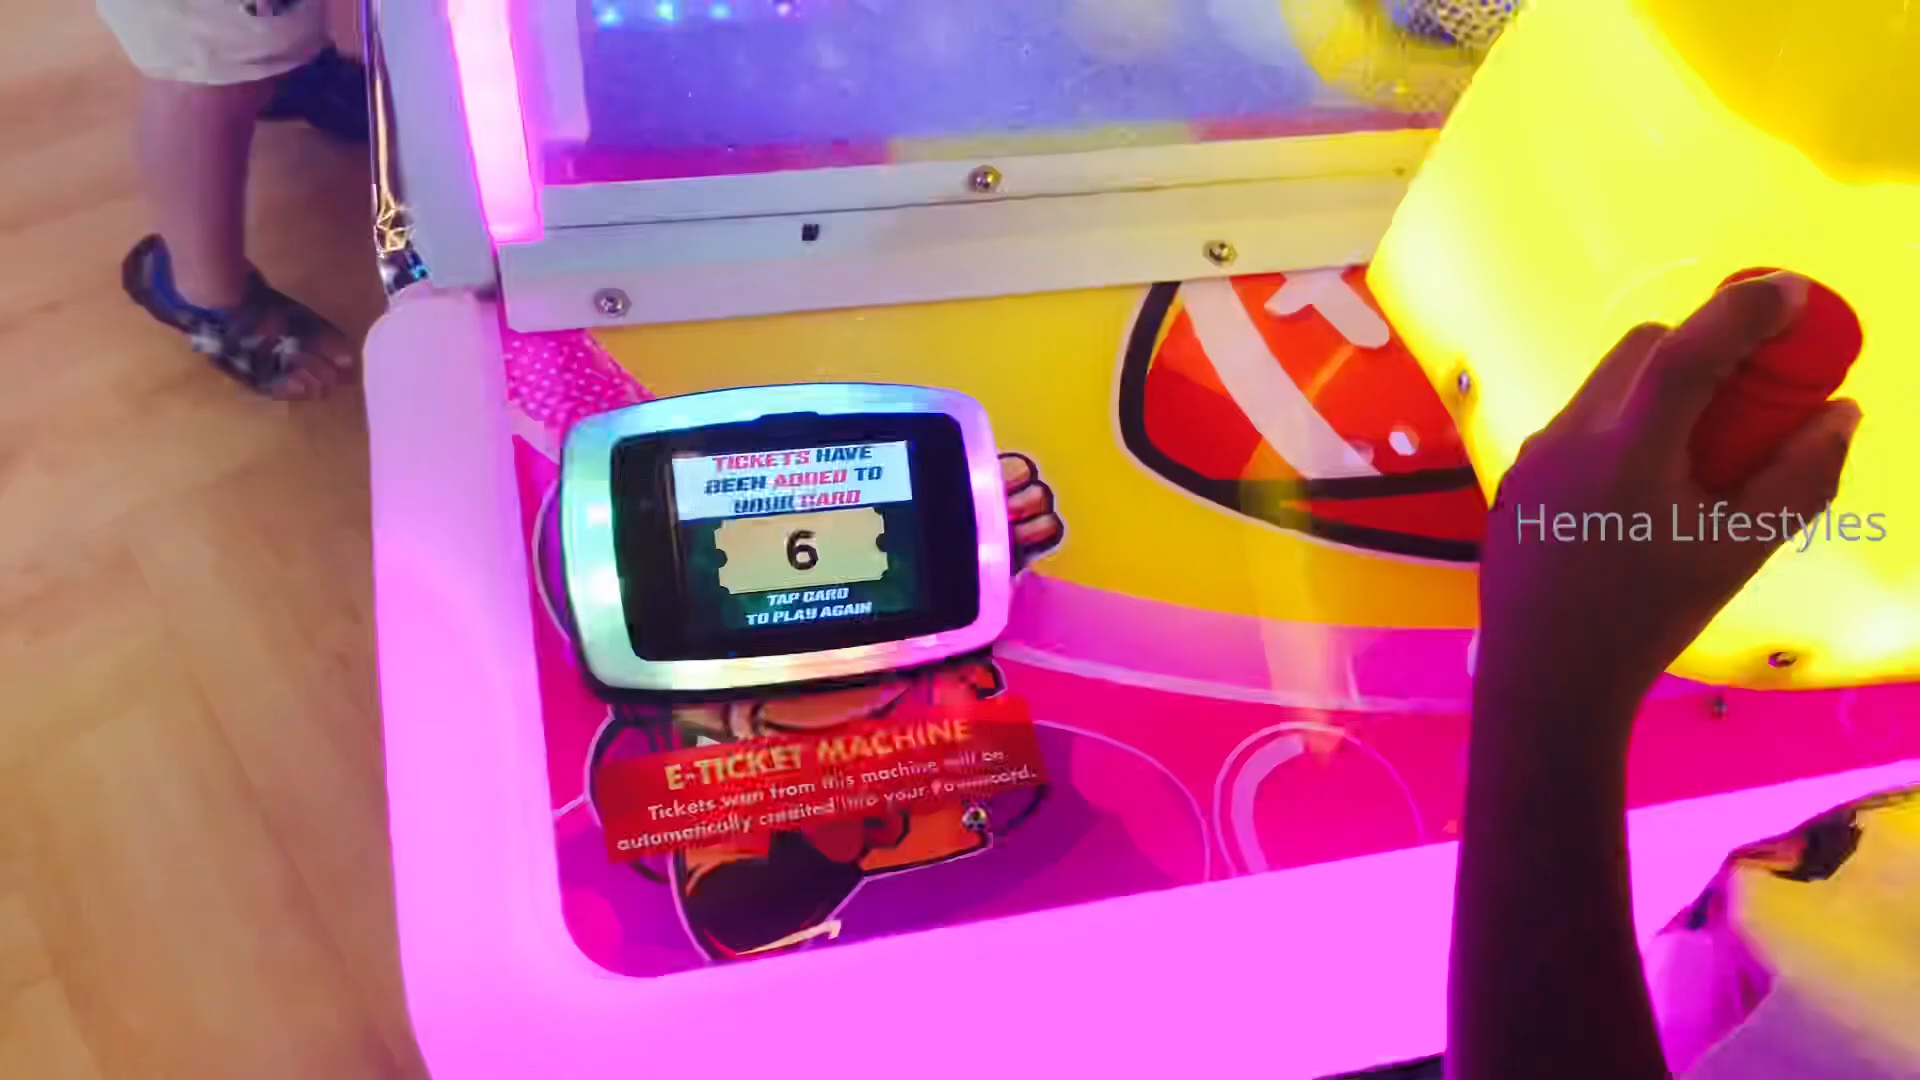 TICKETS HAVE
BEEN ADDED TO
YOUR CARD
6
TAP CARD
TO PLAY AGAIN
Hema Lifestyles
E-TICKET MACHINE
Tickets won from this machine will be
automatically credited into your Powercard.